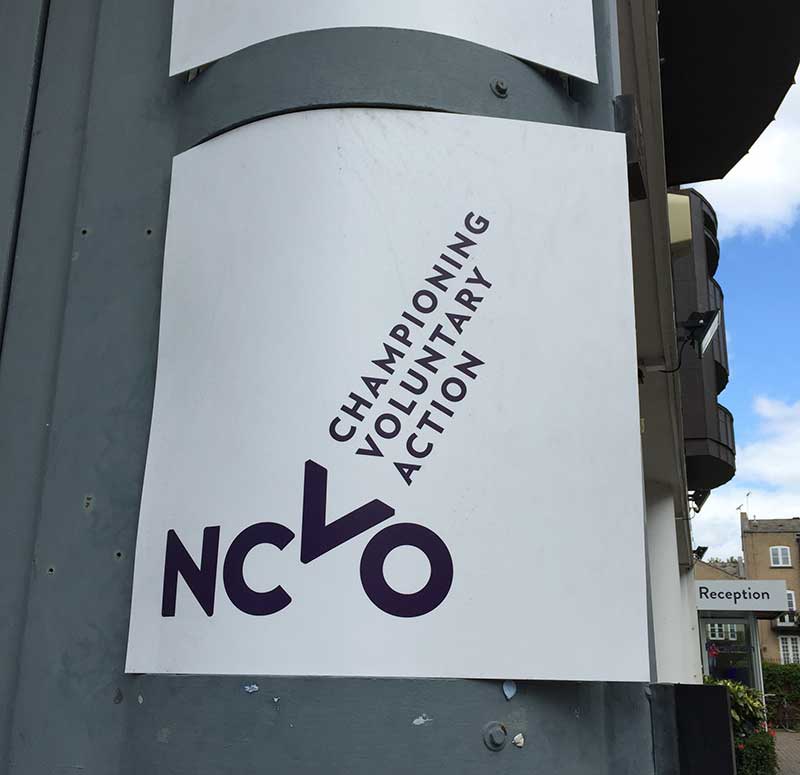 CHAMPIONING
VOLUNTARY
ACTION
NCVO
Reception